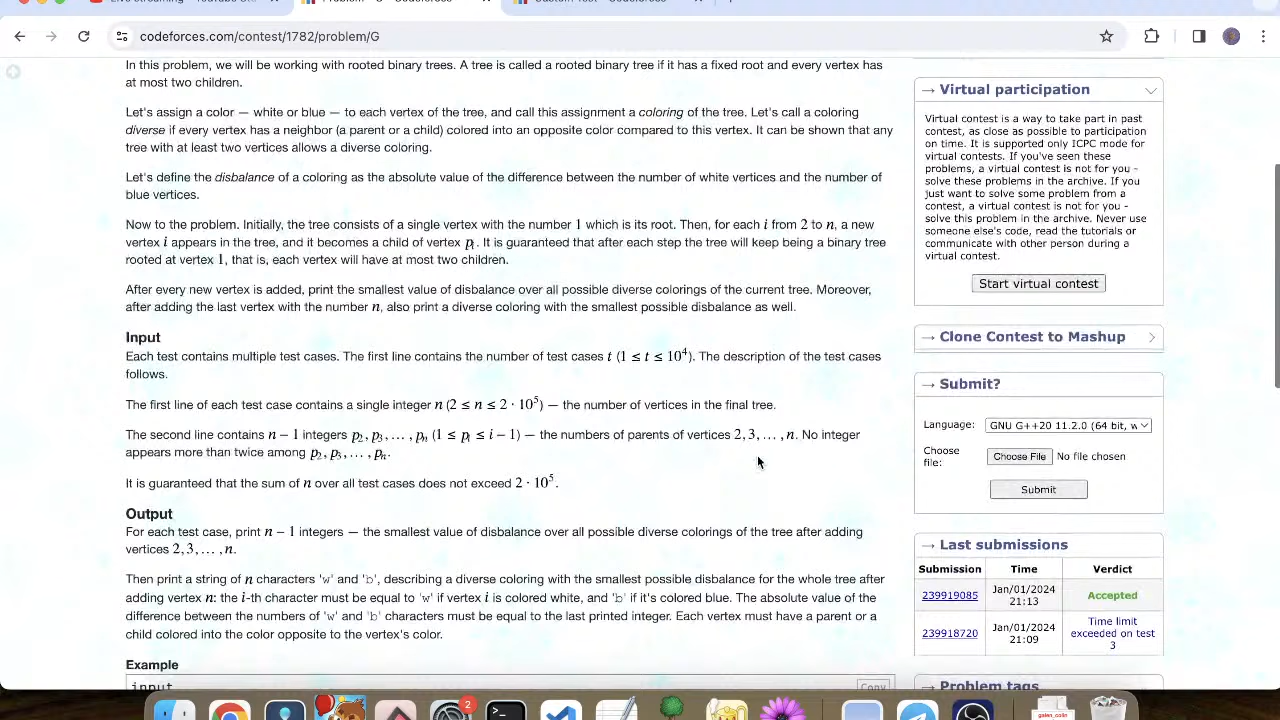 codeforces.com/contest/1782/problem/G
In this problem, we will be working with rooted binary trees. A tree is called a rooted binary tree if it has a fixed root and every vertex has
at most two children.
Let's assign a color — white or blue — to each vertex of the tree, and call this assignment a coloring of the tree. Let's call a coloring
diverse if every vertex has a neighbor (a parent or a child) colored into an opposite color compared to this vertex. It can be shown that any
tree with at least two vertices allows a diverse coloring.
Let's define the disbalance of a coloring as the absolute value of the difference between the number of white vertices and the number of
blue vertices.
Now to the problem. Initially, the tree consists of a single vertex with the number 1 which is its root. Then, for each i from 2 to n, a new
vertex i appears in the tree, and it becomes a child of vertex pi. It is guaranteed that after each step the tree will keep being a binary tree
rooted at vertex 1, that is, each vertex will have at most two children.
After every new vertex is added, print the smallest value of disbalance over all possible diverse colorings of the current tree. Moreover,
after adding the last vertex with the number n, also print a diverse coloring with the smallest possible disbalance as well.
Input
Each test contains multiple test cases. The first line contains the number of test cases t (1 ≤ t ≤ 10^4). The description of the test cases
follows.
The first line of each test case contains a single integer n (2 ≤ n ≤ 2 · 10^5) — the number of vertices in the final tree.
The second line contains n − 1 integers p2, p3, … , pn (1 ≤ pi ≤ i − 1) — the numbers of parents of vertices 2, 3, … , n. No integer
appears more than twice among p2, p3, … , pn.
It is guaranteed that the sum of n over all test cases does not exceed 2 · 10^5.
Output
For each test case, print n − 1 integers — the smallest value of disbalance over all possible diverse colorings of the tree after adding
vertices 2, 3, … , n.
Then print a string of n characters 'w' and 'b', describing a diverse coloring with the smallest possible disbalance for the whole tree after
adding vertex n: the i-th character must be equal to 'w' if vertex i is colored white, and 'b' if it's colored blue. The absolute value of the
difference between the numbers of 'w' and 'b' characters must be equal to the last printed integer. Each vertex must have a parent or a
child colored into the color opposite to the vertex's color.
Example
input
Copy
→ Virtual participation
Virtual contest is a way to take part in past
contest, as close as possible to participation
on time. It is supported only ICPC mode for
virtual contests. If you've seen these
problems, a virtual contest is not for you -
solve these problems in the archive. If you
just want to solve some problem from a
contest, a virtual contest is not for you -
solve this problem in the archive. Never use
someone else's code, read the tutorials or
communicate with other person during a
virtual contest.
Start virtual contest
→ Clone Contest to Mashup
→ Submit?
Language: GNU G++20 11.2.0 (64 bit, w
Choose
file: Choose File No file chosen
Submit
→ Last submissions
Submission Time Verdict
239919085 Jan/01/2024
21:13 Accepted
239918720 Jan/01/2024
21:09 Time limit
exceeded on test
3
→ Problem tags
2